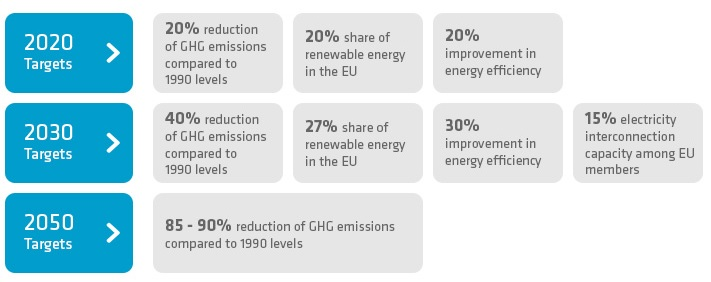 2020
Targets
20% reduction
of GHG emissions
compared to
1990 levels
20% share of
renewable energy
in the EU
20%
improvement in
energy efficiency
2030
Targets
40% reduction
of GHG emissions
compared to
1990 levels
27% share of
renewable energy
in the EU
30%
improvement in
energy efficiency
15% electricity
interconnection
capacity among EU
members
2050
Targets
85 - 90% reduction of GHG emissions
compared to 1990 levels